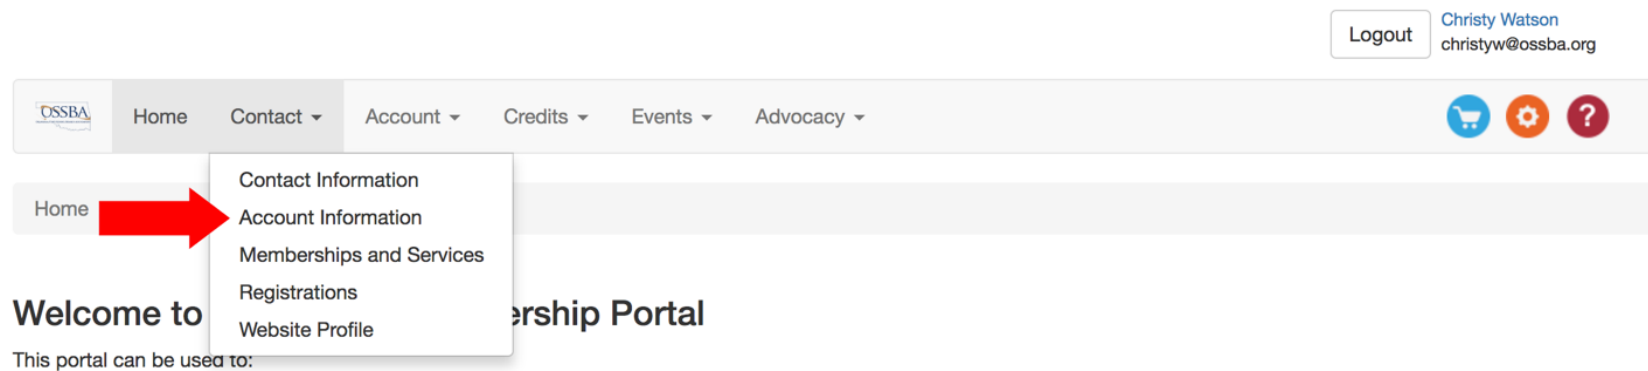 Logout
Christy Watson
christyw@ossba.org
OSSBA
Home
Contact
Account
Credits
Events
Advocacy
?
Contact Information
Home
Account Information
Memberships and Services
Registrations
Website Profile
Welcome to ership Portal
This portal can be used to: